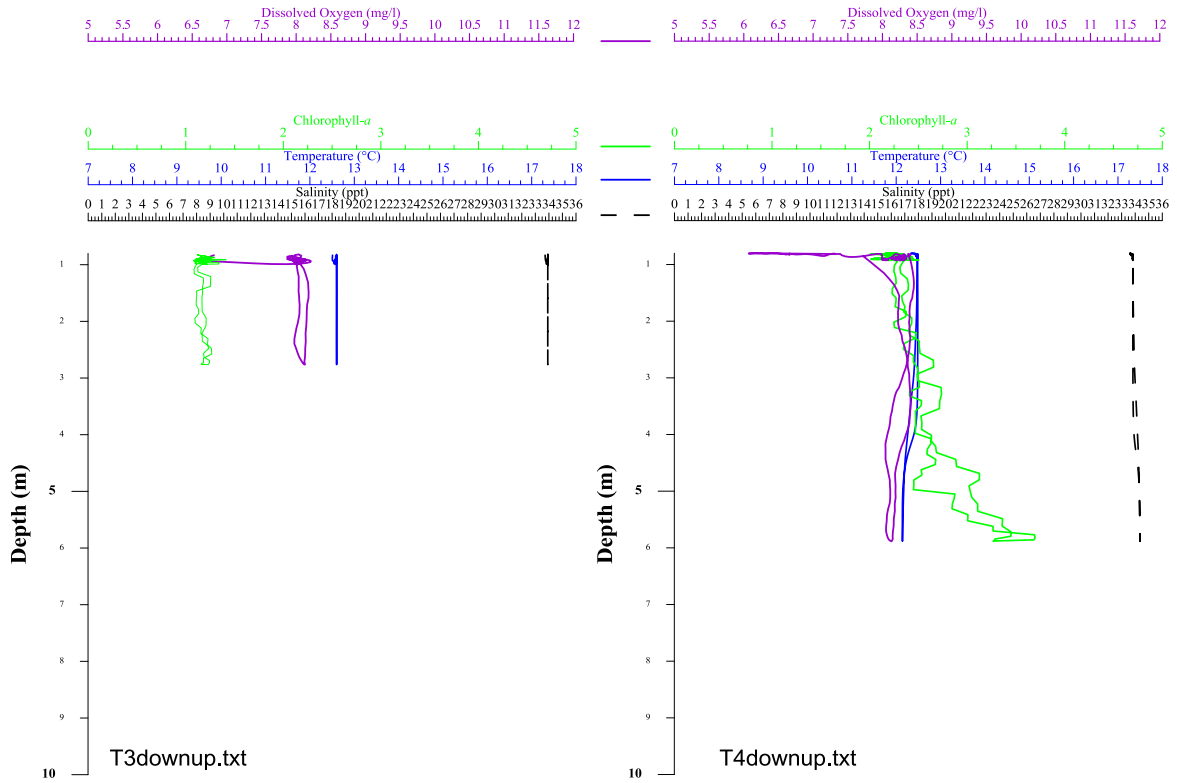 Dissolved Oxygen (mg/l)
5 5.5 6 6.5 7 7.5 8 8.5 9 9.5 10 10.5 11 11.5 12
Chlorophyll-a
0 1 2 4 5
Temperature (°C)
7 8 9 10 11 12 13 14 15 16 17 18
Salinity (ppt)
0 1 2 3 4 5 6 7 8 9 10 11 12 13 14 15 16 17 18 19 20 21 22 23 24 25 26 27 28 29 30 31 32 33 34 35 36
1
2
3
4
5
6
7
8
9
10
Depth (m)
T3downup.txt
Dissolved Oxygen (mg/l)
5 5.5 6 6.5 7 7.5 8 8.5 9 9.5 10 10.5 11 11.5 12
Chlorophyll-a
0 1 2 3 4 5
Temperature (°C)
7 8 9 10 11 12 13 14 15 16 17 18
Salinity (ppt)
0 1 2 3 4 5 6 7 8 9 10 11 12 13 14 15 16 17 18 19 20 21 22 23 24 25 26 27 28 29 30 31 32 33 34 35 36
1
2
3
4
5
6
7
8
9
10
Depth (m)
T4downup.txt